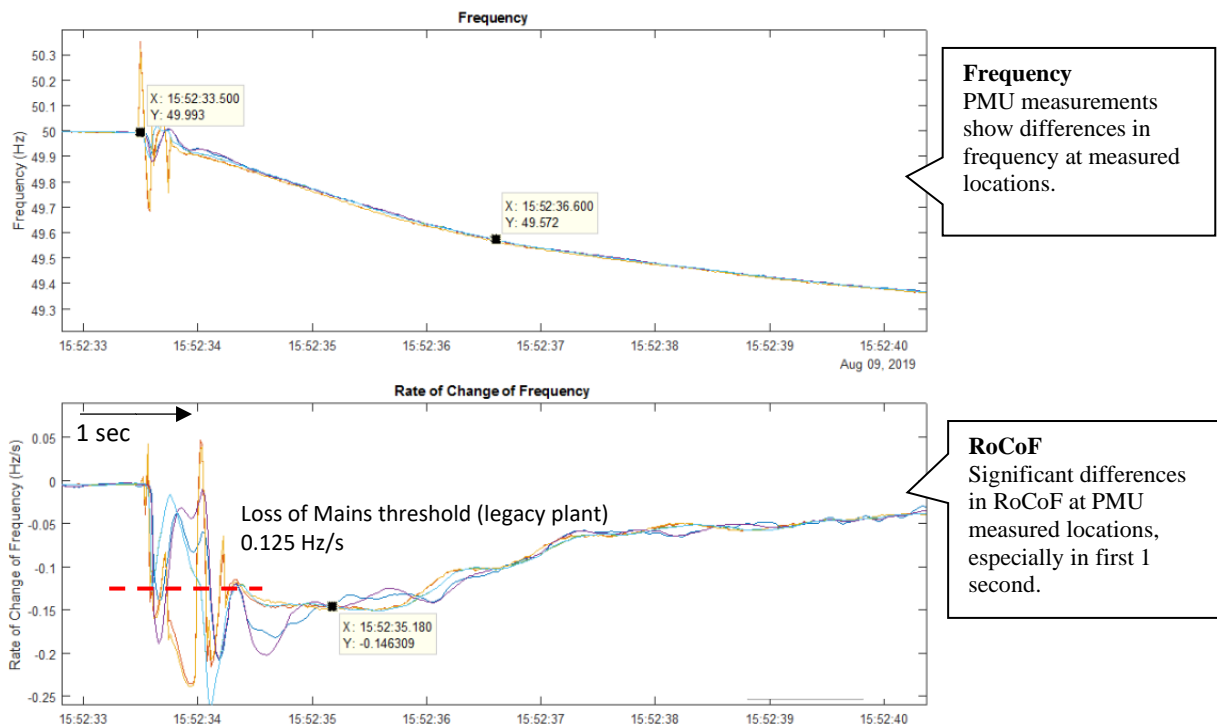 Frequency
50.3
50.2
50.1
50
49.9
49.8
49.7
49.6
49.5
49.4
49.3
Frequency (Hz)
X: 15:52:33.500
Y: 49.993
X: 15:52:36.600
Y: 49.572
15:52:33
15:52:34
15:52:35
15:52:36
15:52:37
15:52:38
15:52:39
15:52:40
Aug 09, 2019
Frequency
PMU measurements
show differences in
frequency at measured
locations.
Rate of Change of Frequency
1 sec
0.05
0
-0.05
-0.1
-0.15
-0.2
-0.25
Rate of Change of Frequency (Hz/s)
Loss of Mains threshold (legacy plant)
0.125 Hz/s
X: 15:52:35.180
Y: -0.146309
15:52:33
15:52:34
15:52:35
15:52:36
15:52:37
15:52:38
15:52:39
15:52:40
RoCoF
Significant differences
in RoCoF at PMU
measured locations,
especially in first 1
second.